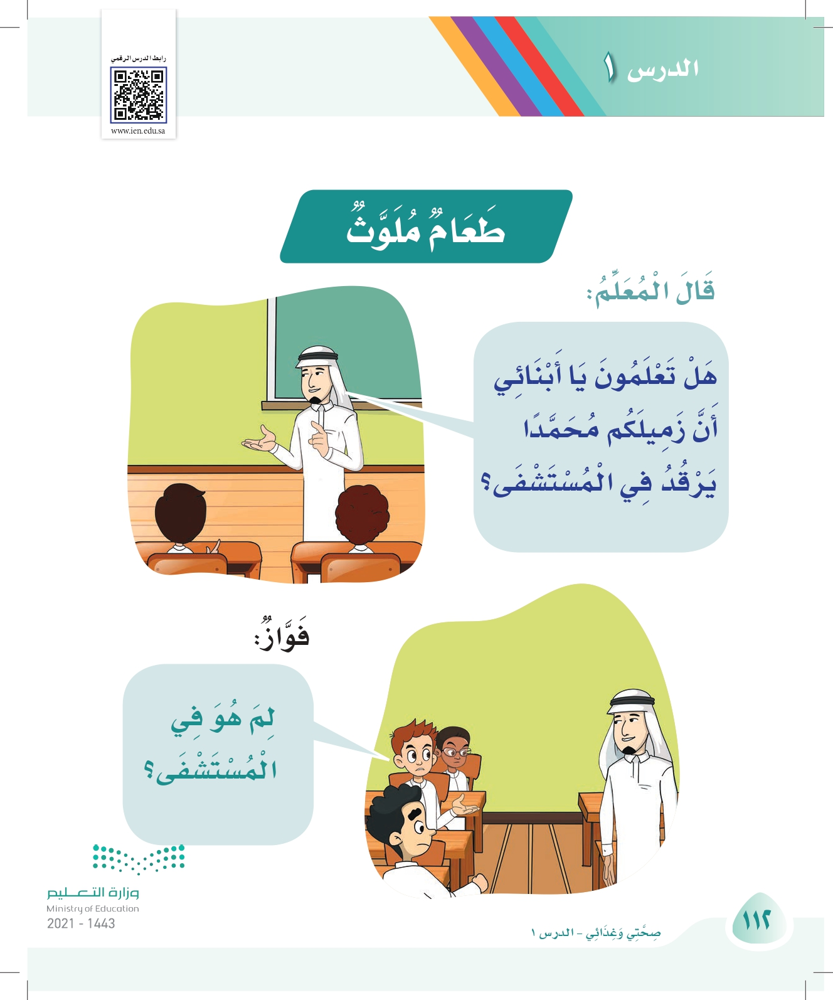 الدرس ١
رابط الدرس الرقمي
www.ien.edu.sa
طَعَامٌ مُلَوَّثٌ
قَالَ الْمُعَلِّمُ:
هَلْ تَعْلَمُونَ يَا أَبْنَائِي
أَنَّ زَمِيلَكُم مُحَمَّدًا
يَرْقُدُ فِي الْمُسْتَشْفَى؟
فَوَّازٌ:
لِمَ هُوَ فِي
الْمُسْتَشْفَى؟
وزارة التعليم
Ministry of Education
2021 - 1443
صِحَّتِي وَغِذَائِي - الدرس ١
١١٢